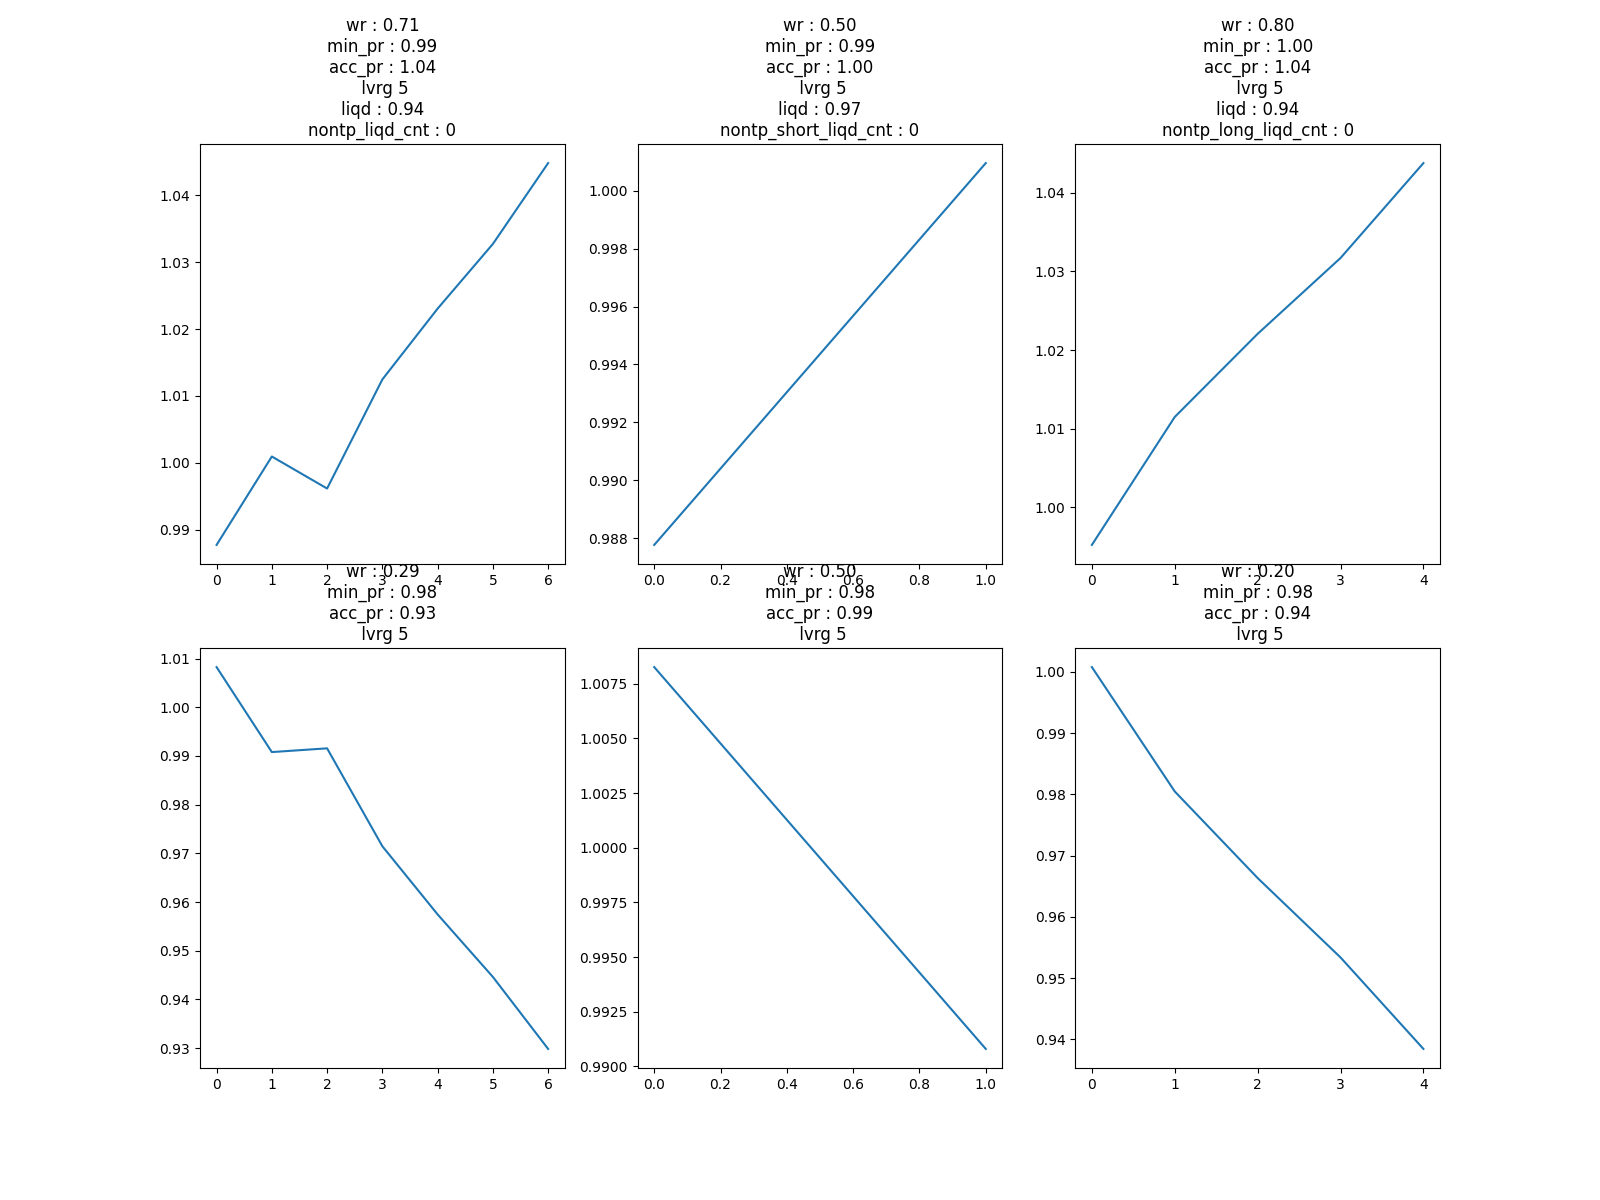 wr : 0.71
min_pr : 0.99
acc_pr : 1.04
lvrg 5
liqd : 0.94
nontp_liqd_cnt : 0
1.04
1.03
1.02
1.01
1.00
0.99
0 1 2 3 4 5 6
wr : 0.50
min_pr : 0.99
acc_pr : 1.00
lvrg 5
liqd : 0.97
nontp_short_liqd_cnt : 0
1.000
0.998
0.996
0.994
0.992
0.990
0.988
0.0 0.2 0.4 0.6 0.8 1.0
wr : 0.80
min_pr : 1.00
acc_pr : 1.04
lvrg 5
liqd : 0.94
nontp_long_liqd_cnt : 0
1.04
1.03
1.02
1.01
1.00
0 1 2 3 4
wr : 0.29
min_pr : 0.98
acc_pr : 0.93
lvrg 5
1.01
1.00
0.99
0.98
0.97
0.96
0.95
0.94
0.93
0 1 2 3 4 5 6
wr : 0.50
min_pr : 0.98
acc_pr : 0.99
lvrg 5
1.0075
1.0050
1.0025
1.0000
0.9975
0.9950
0.9925
0.9900
0.0 0.2 0.4 0.6 0.8 1.0
wr : 0.20
min_pr : 0.98
acc_pr : 0.94
lvrg 5
1.00
0.99
0.98
0.97
0.96
0.95
0.94
0 1 2 3 4